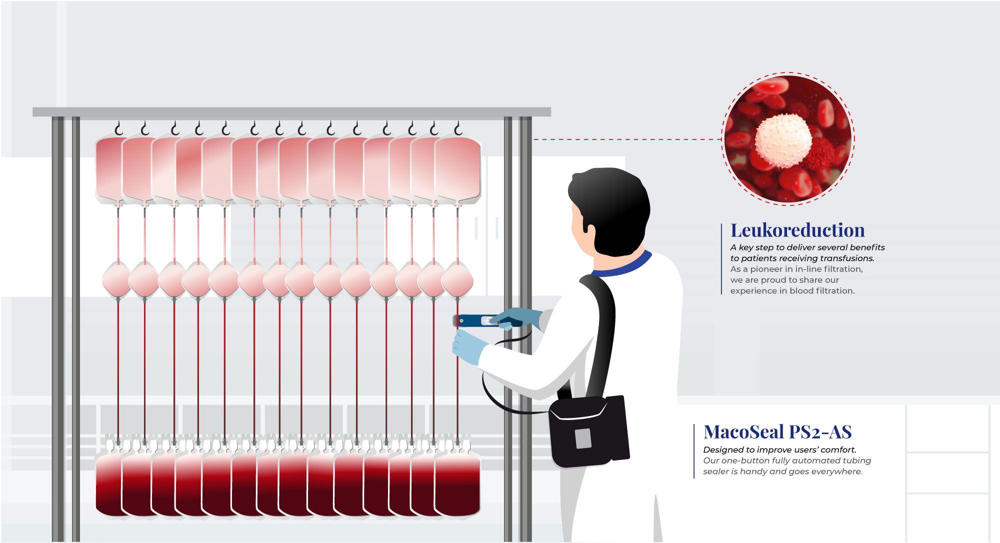 Leukoreduction
A key step to deliver several benefits
to patients receiving transfusions.
As a pioneer in in-line filtration,
we are proud to share our
experience in blood filtration.
MacoSeal PS2-AS
Designed to improve users’ comfort.
Our one-button fully automated tubing
sealer is handy and goes everywhere.